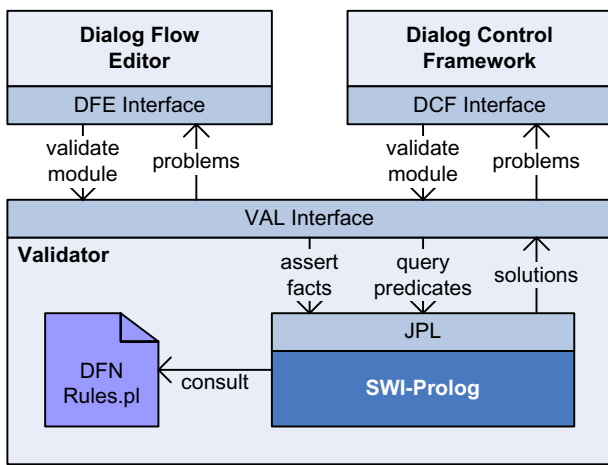 Dialog Flow
Editor
DFE Interface
Dialog Control
Framework
DCF Interface
validate
module
problems
validate
module
problems
VAL Interface
Validator
assert
facts
query
predicates
solutions
JPL
SWI-Prolog
consult
DFN
Rules.pl